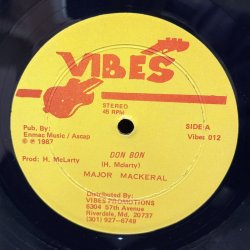 VIBES
STEREO
45 RPM
Pub. By:
Enmac Music / Ascap
℗ © 1987
SIDE A
Vibes 012
DON BON
(H. Mclarty)
Prod: H. McLarty
MAJOR MACKERAL
Distributed By:
VIBES PROMOTIONS
6304 57th Avenue
Riverdale, Md. 20737
(301) 927-6749